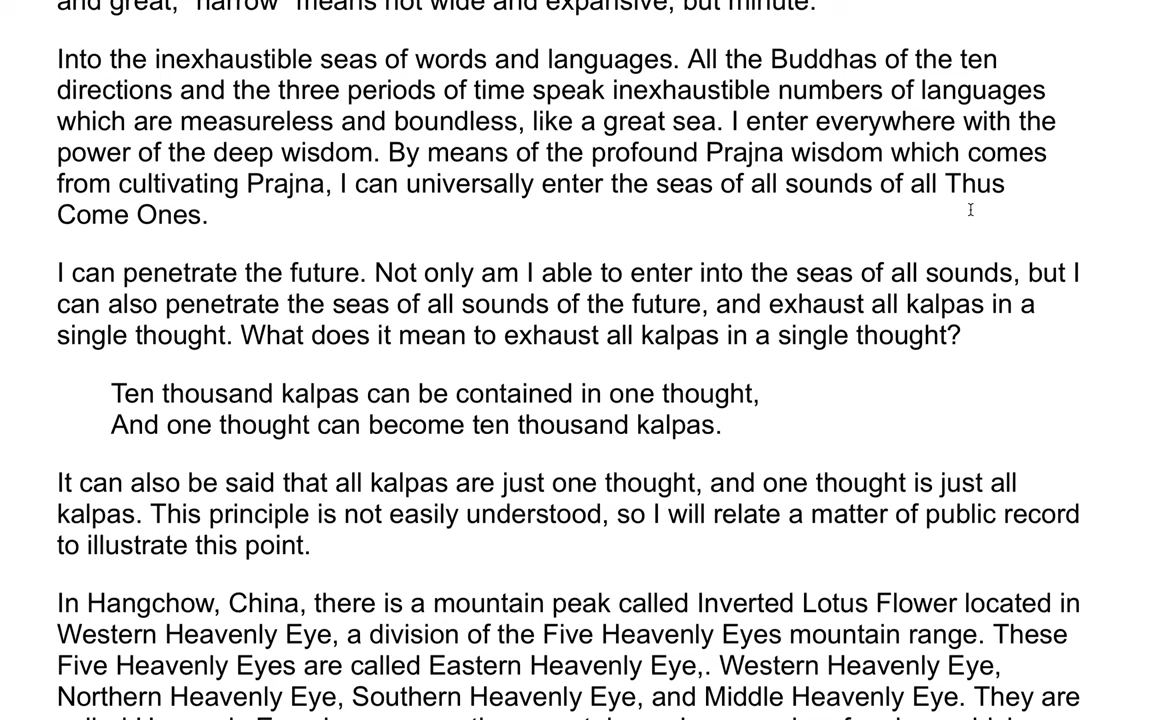 and great, "narrow" means not wide and expansive, but minute.
Into the inexhaustible seas of words and languages. All the Buddhas of the ten
directions and the three periods of time speak inexhaustible numbers of languages
which are measureless and boundless, like a great sea. I enter everywhere with the
power of the deep wisdom. By means of the profound Prajna wisdom which comes
from cultivating Prajna, I can universally enter the seas of all sounds of all Thus
Come Ones.
I can penetrate the future. Not only am I able to enter into the seas of all sounds, but I
can also penetrate the seas of all sounds of the future, and exhaust all kalpas in a
single thought. What does it mean to exhaust all kalpas in a single thought?
Ten thousand kalpas can be contained in one thought,
And one thought can become ten thousand kalpas.
It can also be said that all kalpas are just one thought, and one thought is just all
kalpas. This principle is not easily understood, so I will relate a matter of public record
to illustrate this point.
In Hangchow, China, there is a mountain peak called Inverted Lotus Flower located in
Western Heavenly Eye, a division of the Five Heavenly Eyes mountain range. These
Five Heavenly Eyes are called Eastern Heavenly Eye,. Western Heavenly Eye,
Northern Heavenly Eye, Southern Heavenly Eye, and Middle Heavenly Eye. They are